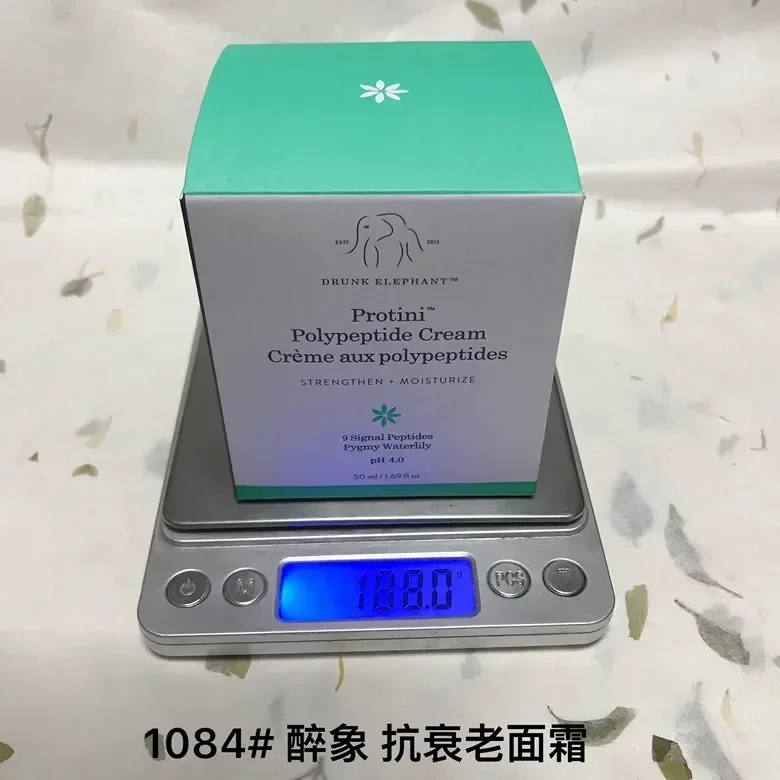 ESTD 2012
DRUNK ELEPHANT™
Protini™
Polypeptide Cream
Crème aux polypeptides
STRENGTHEN + MOISTURIZE
9 Signal Peptides
Pygmy Waterlily
pH 4.0
50 ml / 1.69 fl oz
188.0 g
M
PCS
T
1084# 醉象 抗衰老面霜